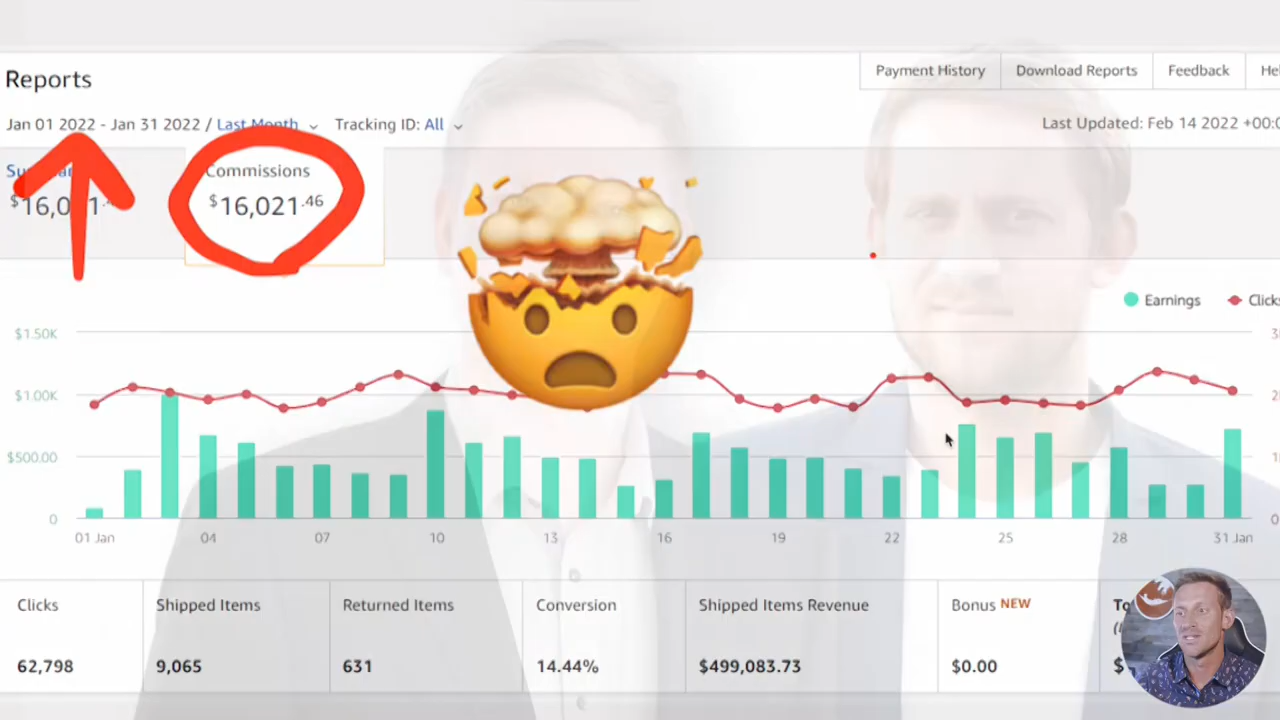 Reports
Payment History
Download Reports
Feedback
Jan 01 2022 - Jan 31 2022 / Last Month
Tracking ID: All
Last Updated: Feb 14 2022
Commissions
$16,021.46
Earnings
$1.50K
$1.00K
$500.00
0
01 Jan 04 07 10 13 16 19 22 25 28 31 Jan
Clicks
Shipped Items
Returned Items
Conversion
Shipped Items Revenue
Bonus NEW
62,798
9,065
631
14.44%
$499,083.73
$0.00